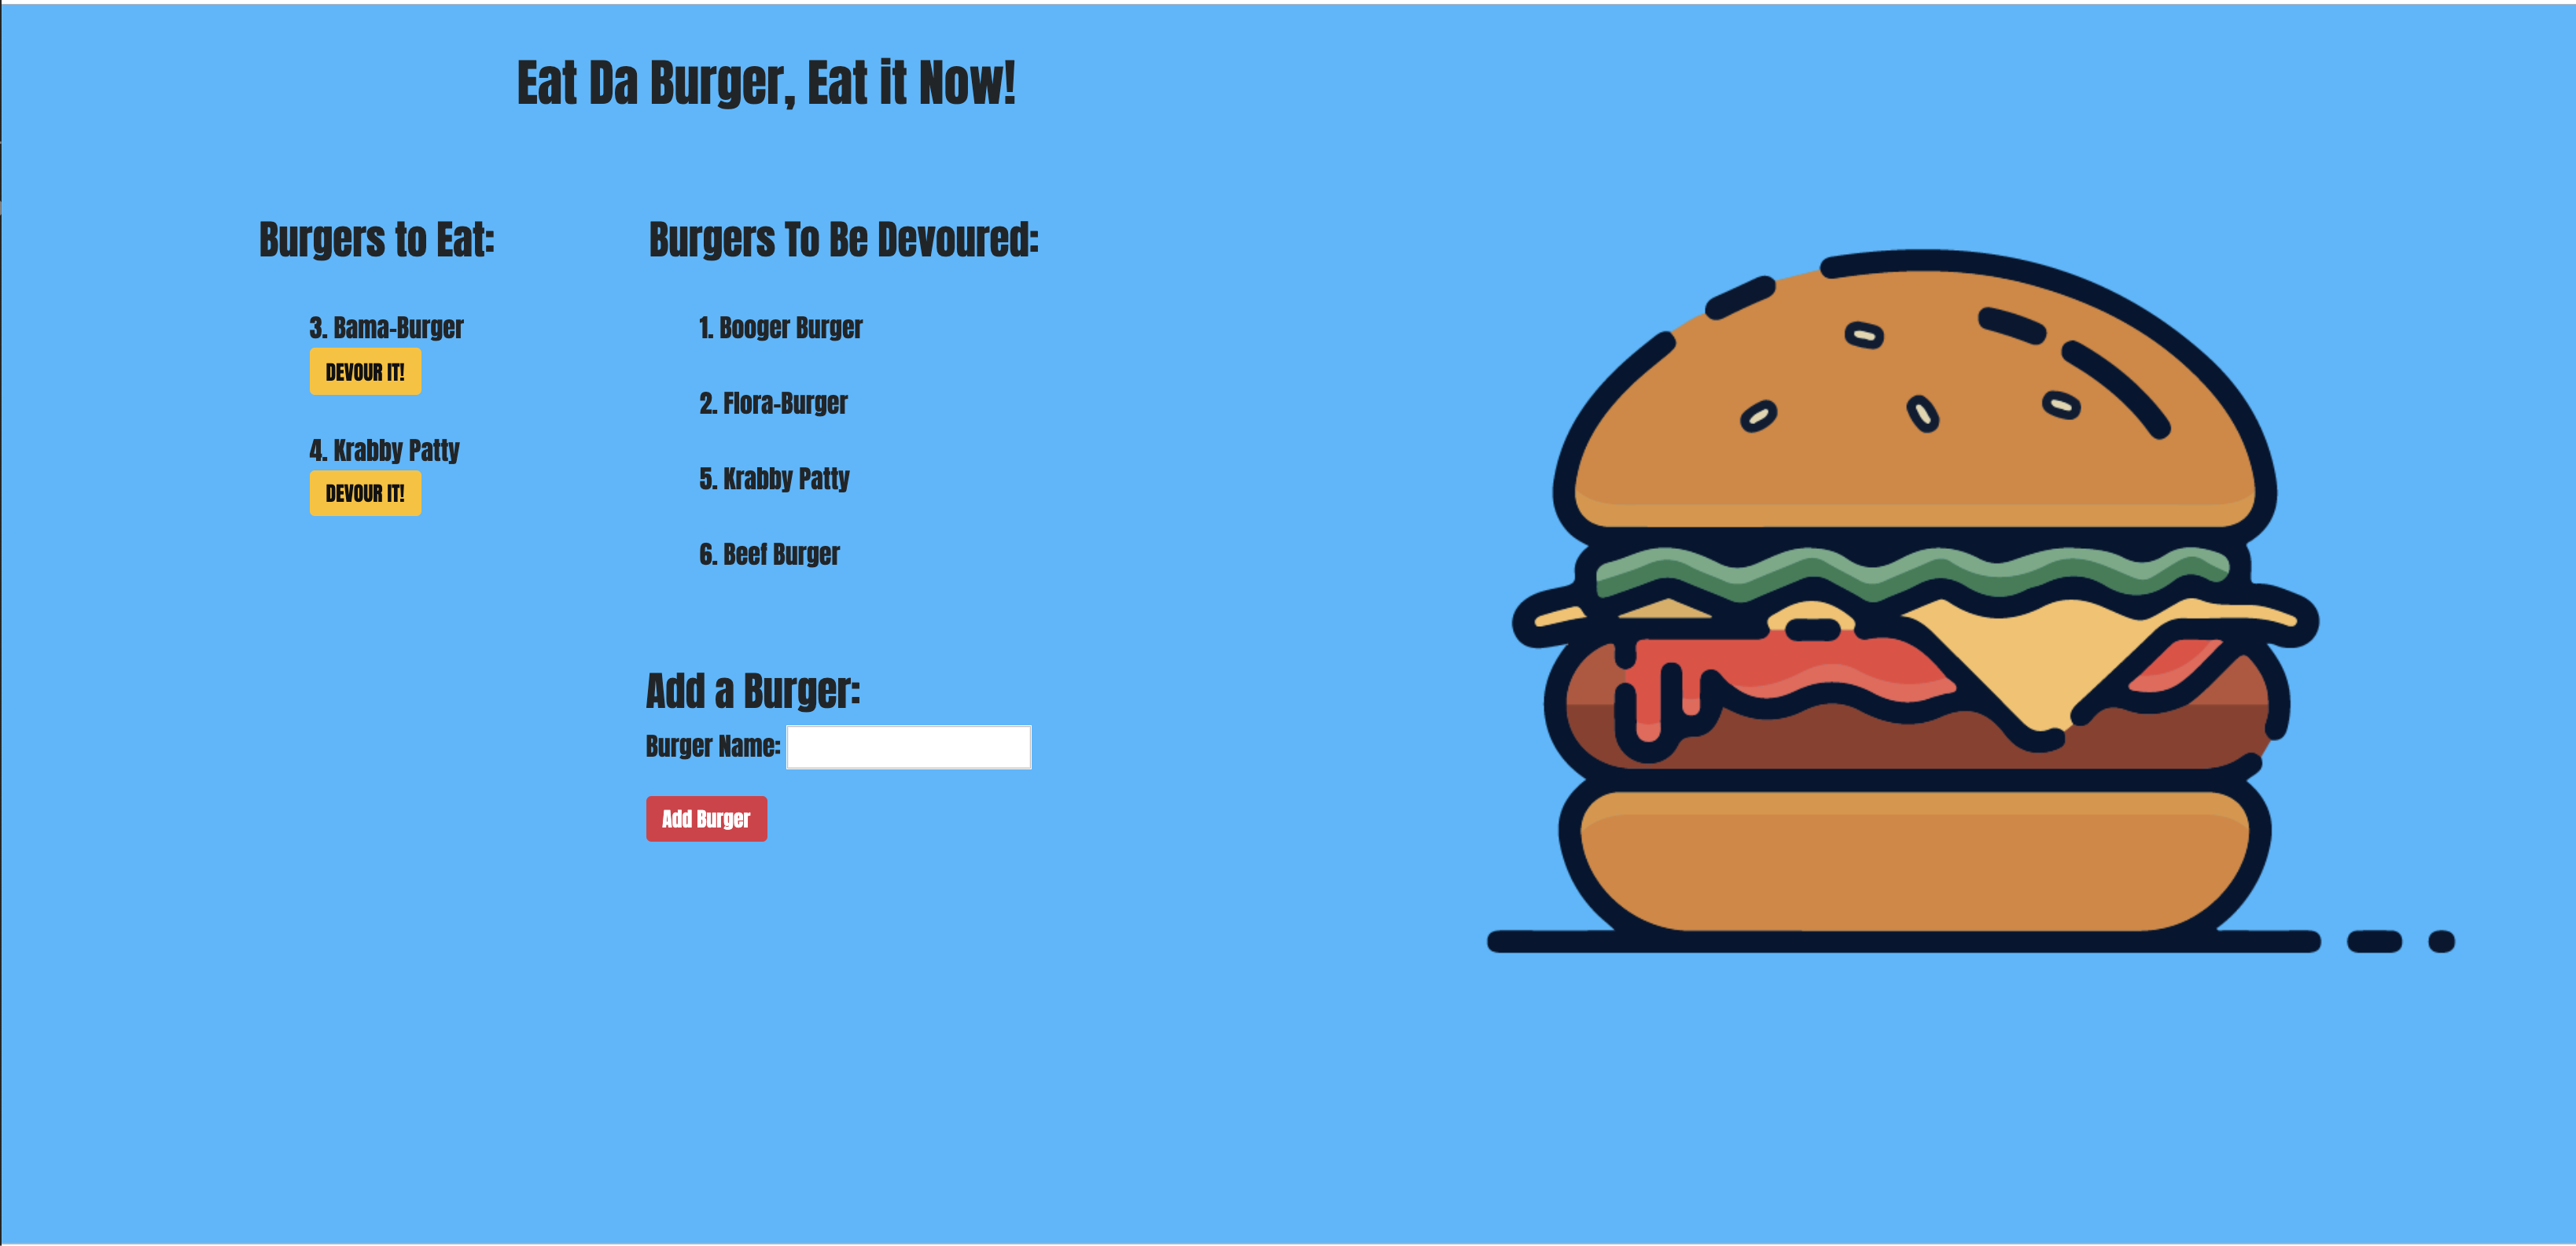 Eat Da Burger, Eat it Now!
Burgers to Eat:
3. Bama-Burger
DEVOUR IT!
4. Krabby Patty
DEVOUR IT!
Burgers To Be Devoured:
1. Booger Burger
2. Flora-Burger
5. Krabby Patty
6. Beef Burger
Add a Burger:
Burger Name:
Add Burger